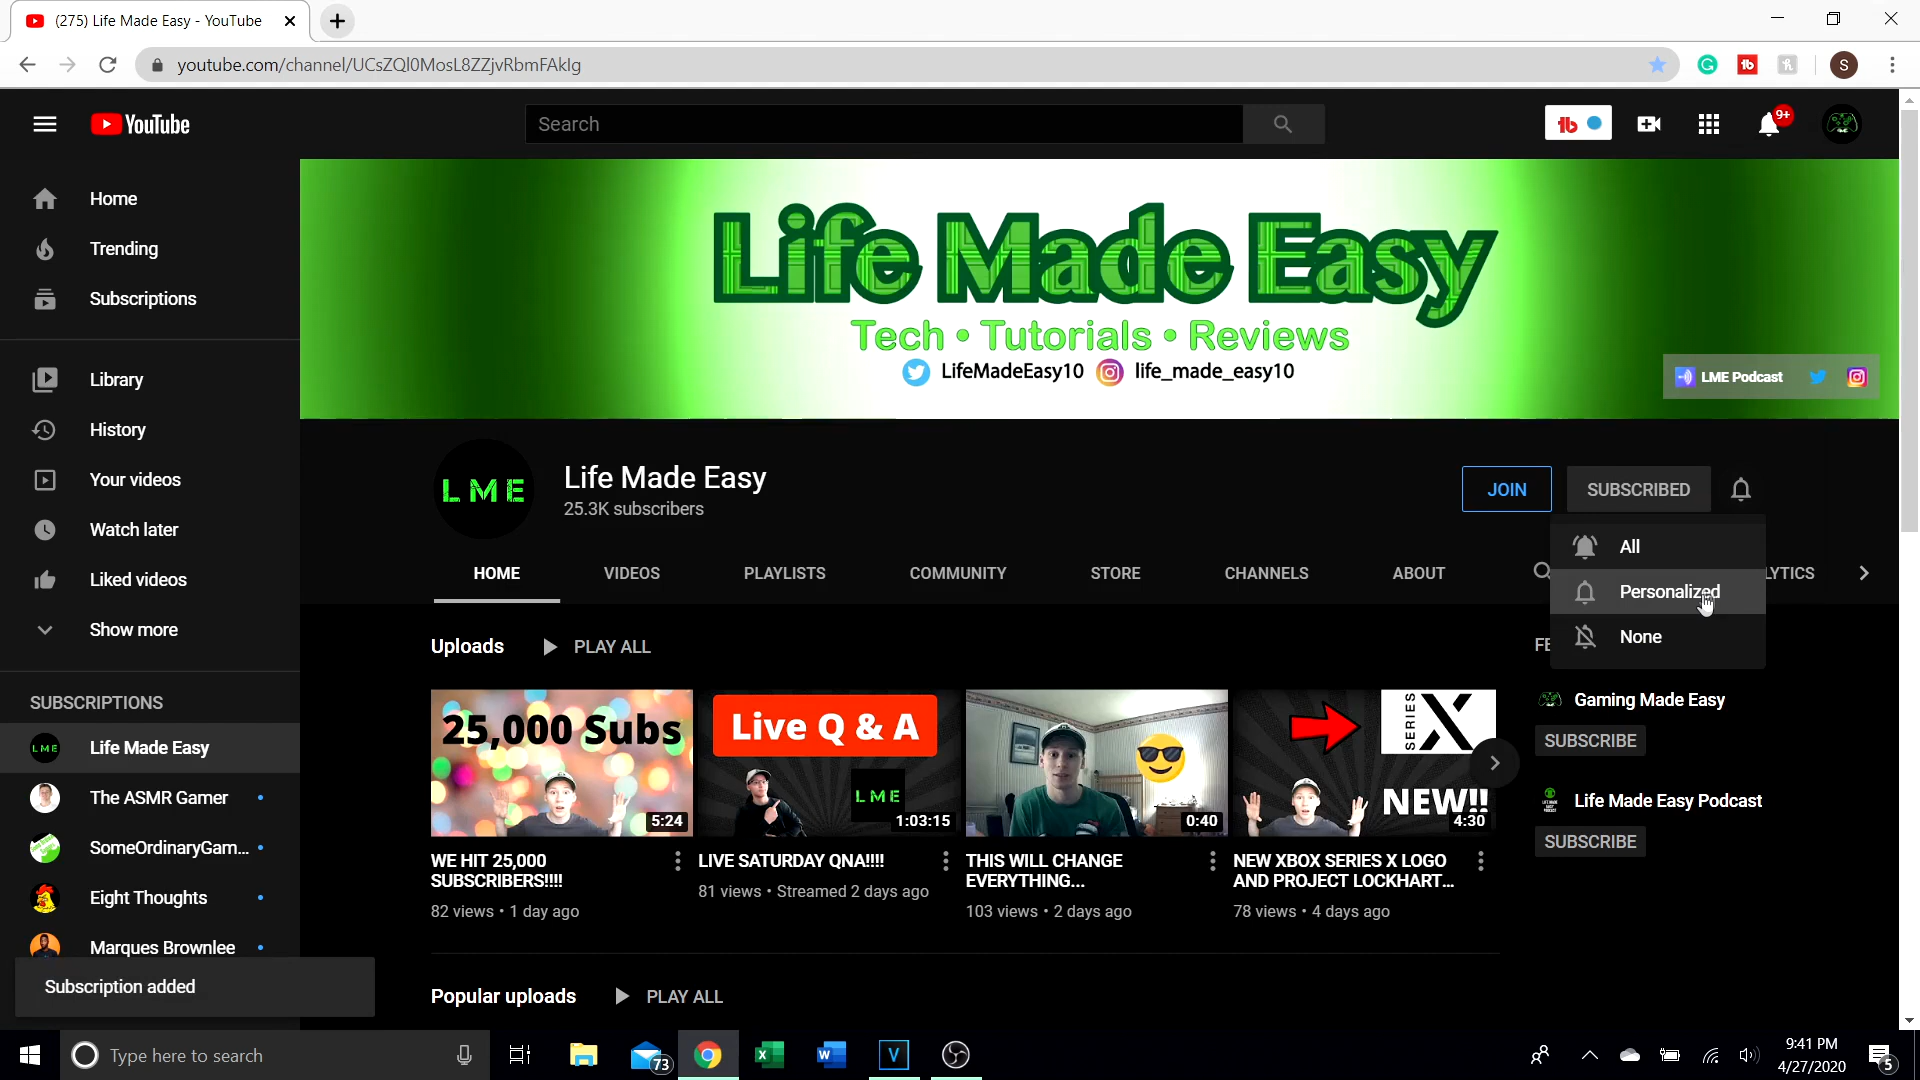 (275) Life Made Easy - YouTube
youtube.com/channel/UCsZQl0MosL8ZZjvRbmFAklg
S
YouTube
Search
9+
Home
Trending
Subscriptions
Library
History
Your videos
Watch later
Liked videos
Show more
SUBSCRIPTIONS
Life Made Easy
The ASMR Gamer
SomeOrdinaryGam...
Eight Thoughts
Marques Brownlee
Subscription added
Life Made Easy
Tech • Tutorials • Reviews
LifeMadeEasy10 life_made_easy10
LME Podcast
LME
Life Made Easy
25.3K subscribers
JOIN
SUBSCRIBED
All
Personalized
None
HOME VIDEOS PLAYLISTS COMMUNITY STORE CHANNELS ABOUT LYTICS
Uploads PLAY ALL
FE
25,000 Subs
5:24
Live Q & A
LME
1:03:15
0:40
SERIES X
NEW!!
4:30
WE HIT 25,000
SUBSCRIBERS!!!!
82 views • 1 day ago
LIVE SATURDAY QNA!!!!
81 views • Streamed 2 days ago
THIS WILL CHANGE
EVERYTHING...
103 views • 2 days ago
NEW XBOX SERIES X LOGO
AND PROJECT LOCKHART...
78 views • 4 days ago
Gaming Made Easy
SUBSCRIBE
Life Made Easy Podcast
SUBSCRIBE
Popular uploads PLAY ALL
Type here to search
73
9:41 PM
4/27/2020
5